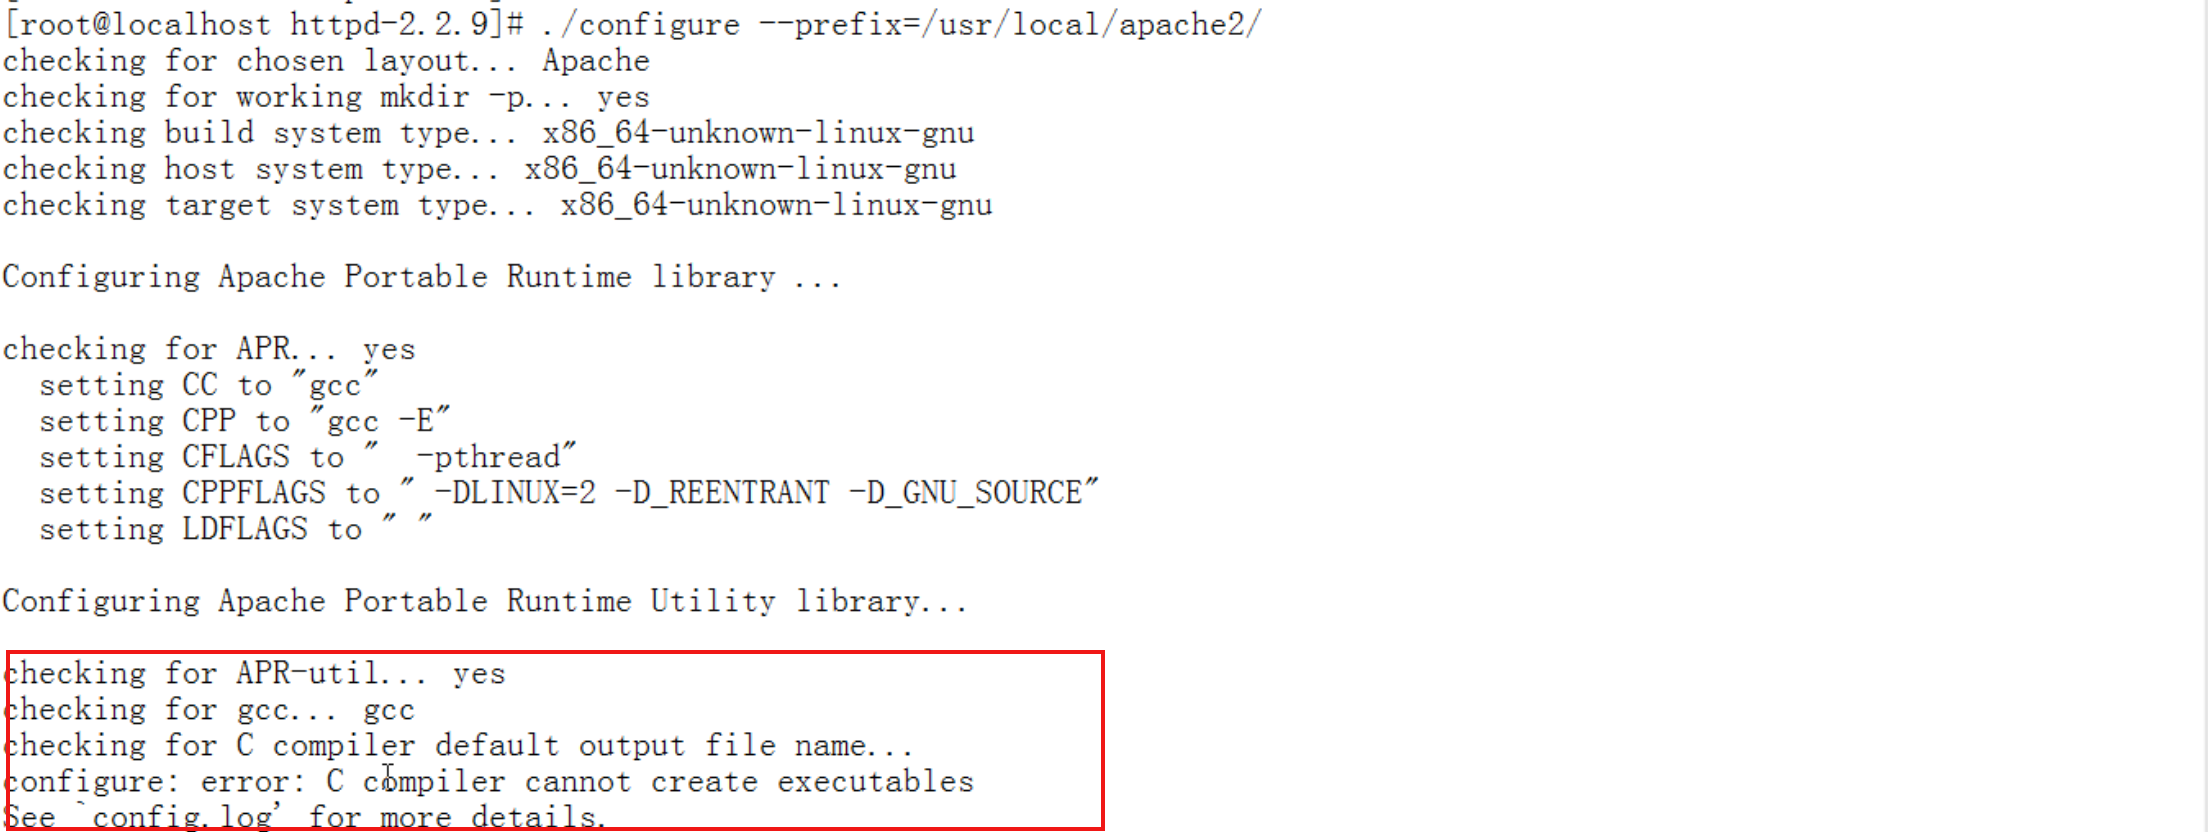 [root@localhost httpd-2.2.9]# ./configure --prefix=/usr/local/apache2/
checking for chosen layout... Apache
checking for working mkdir -p... yes
checking build system type... x86_64-unknown-linux-gnu
checking host system type... x86_64-unknown-linux-gnu
checking target system type... x86_64-unknown-linux-gnu
Configuring Apache Portable Runtime library ...
checking for APR... yes
setting CC to "gcc"
setting CPP to "gcc -E"
setting CFLAGS to "  -pthread"
setting CPPFLAGS to " -DLINUX=2 -D_REENTRANT -D_GNU_SOURCE"
setting LDFLAGS to " "
Configuring Apache Portable Runtime Utility library...
checking for APR-util... yes
checking for gcc... gcc
checking for C compiler default output file name...
configure: error: C compiler cannot create executables
See `config.log' for more details.